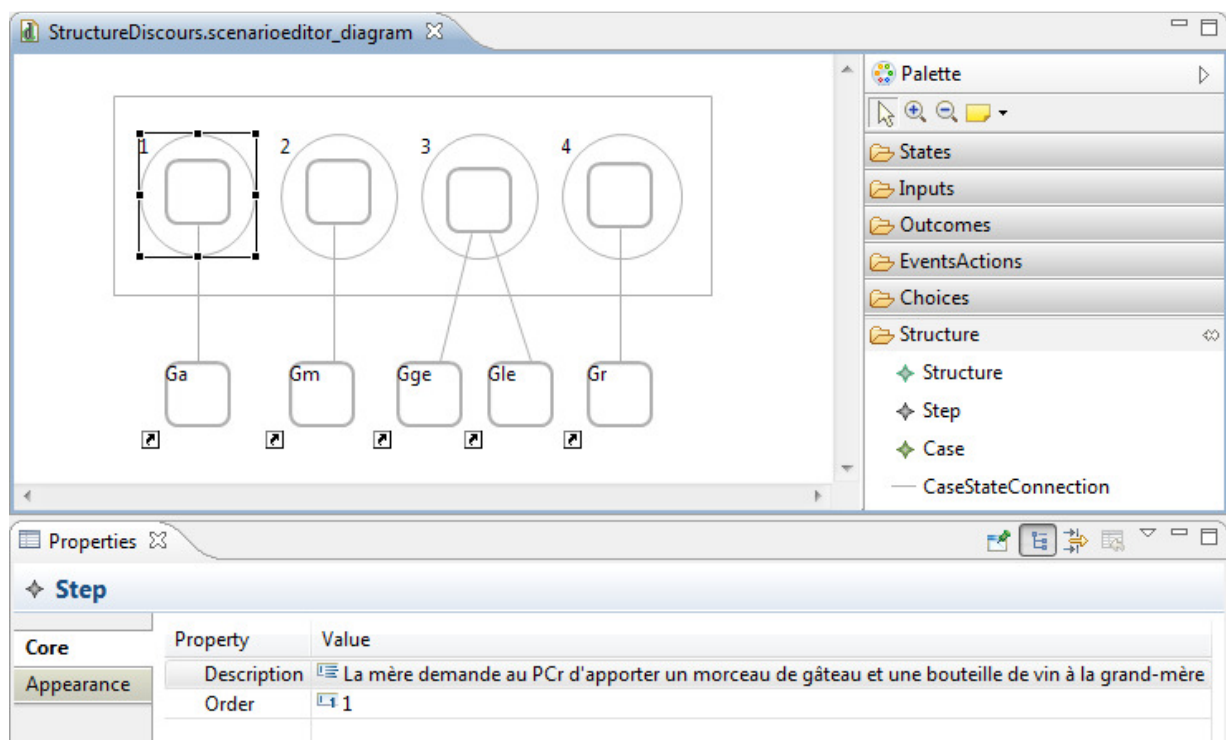 StructureDiscours.scenarioeditor_diagram
Palette
1
2
3
4
States
Inputs
Outcomes
EventsActions
Choices
Structure
Ga
Gm
Gge
Gle
Gr
Structure
Step
Case
CaseStateConnection
Properties
Step
Core
Appearance
Property Value
Description La mère demande au PCr d'apporter un morceau de gâteau et une bouteille de vin à la grand-mère
Order 1